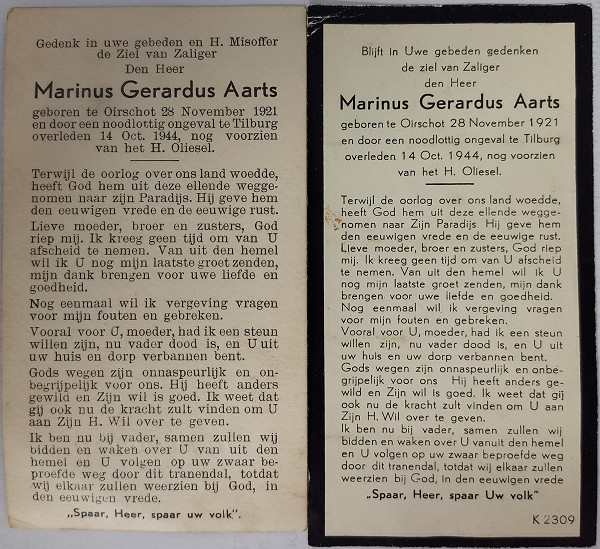 Gedenk in uwe gebeden en H. Misoffer
de Ziel van Zaliger
Den Heer
Marinus Gerardus Aarts
geboren te Oirschot 28 November 1921
en door een noodlottig ongeval te Tilburg
overleden 14 Oct. 1944, nog voorzien
van het H. Oliesel.
Terwijl de oorlog over ons land woedde,
heeft God hem uit deze ellende wegge-
nomen naar zijn Paradijs. Hij geve hem
den eeuwigen vrede en de eeuwige rust.
Lieve moeder, broer en zusters, God
riep mij. Ik kreeg geen tijd om van U
afscheid te nemen. Van uit den hemel
wil ik U nog mijn laatste groet zenden,
mijn dank brengen voor uwe liefde en
goedheid.
Nog eenmaal wil ik vergeving vragen
voor mijn fouten en gebreken.
Vooral voor U, moeder, had ik een steun
willen zijn, nu vader dood is, en U uit
uw huis en dorp verbannen bent.
Gods wegen zijn onnaspeurlijk en on-
begrijpelijk voor ons. Hij heeft anders
gewild en Zijn wil is goed. Ik weet dat
gij ook nu de kracht zult vinden om U
aan Zijn H. Wil over te geven.
Ik ben nu bij vader, samen zullen wij
bidden en waken over U van uit den
hemel en U volgen op uw zwaar be-
proefde weg door dit tranendal, totdat
wij elkaar zullen weerzien bij God, in
den eeuwigen vrede.
„Spaar, Heer, spaar uw volk".
Blijft in Uwe gebeden gedenken
de ziel van Zaliger
den Heer
Marinus Gerardus Aarts
geboren te Oirschot 28 November 1921
en door een noodlottig ongeval te Tilburg
overleden 14 Oct. 1944, nog voorzien
van het H. Oliesel.
Terwijl de oorlog over ons land woedde,
heeft God hem uit deze ellende wegge-
nomen naar Zijn Paradijs. Hij geve hem
den eeuwigen vrede en de eeuwige rust.
Lieve moeder, broer en zusters, God riep
mij. Ik kreeg geen tijd om van U afscheid
te nemen. Van uit den hemel wil ik U
nog mijn laatste groet zenden, mijn dank
brengen voor uw liefde en goedheid.
Nog eenmaal wil ik vergeving vragen
voor mijn fouten en gebreken.
Vooral voor U, moeder, had ik een steun
willen zijn, nu vader dood is, en U uit
uw huis en dorp verbannen bent.
Gods wegen zijn onnaspeurlijk en onbe-
grijpelijk voor ons Hij heeft anders ge-
wild en Zijn wil is goed. Ik weet dat gij
ook nu de kracht zult vinden om U aan
Zijn H. Wil over te geven.
Ik ben nu bij vader, samen zullen wij
bidden en waken over U vanuit den hemel
en U volgen op uw zwaar beproefde weg
door dit tranendal, totdat wij elkaar zullen
weerzien bij God, in den eeuwigen vrede
„Spaar, Heer, spaar Uw volk"
K 2309